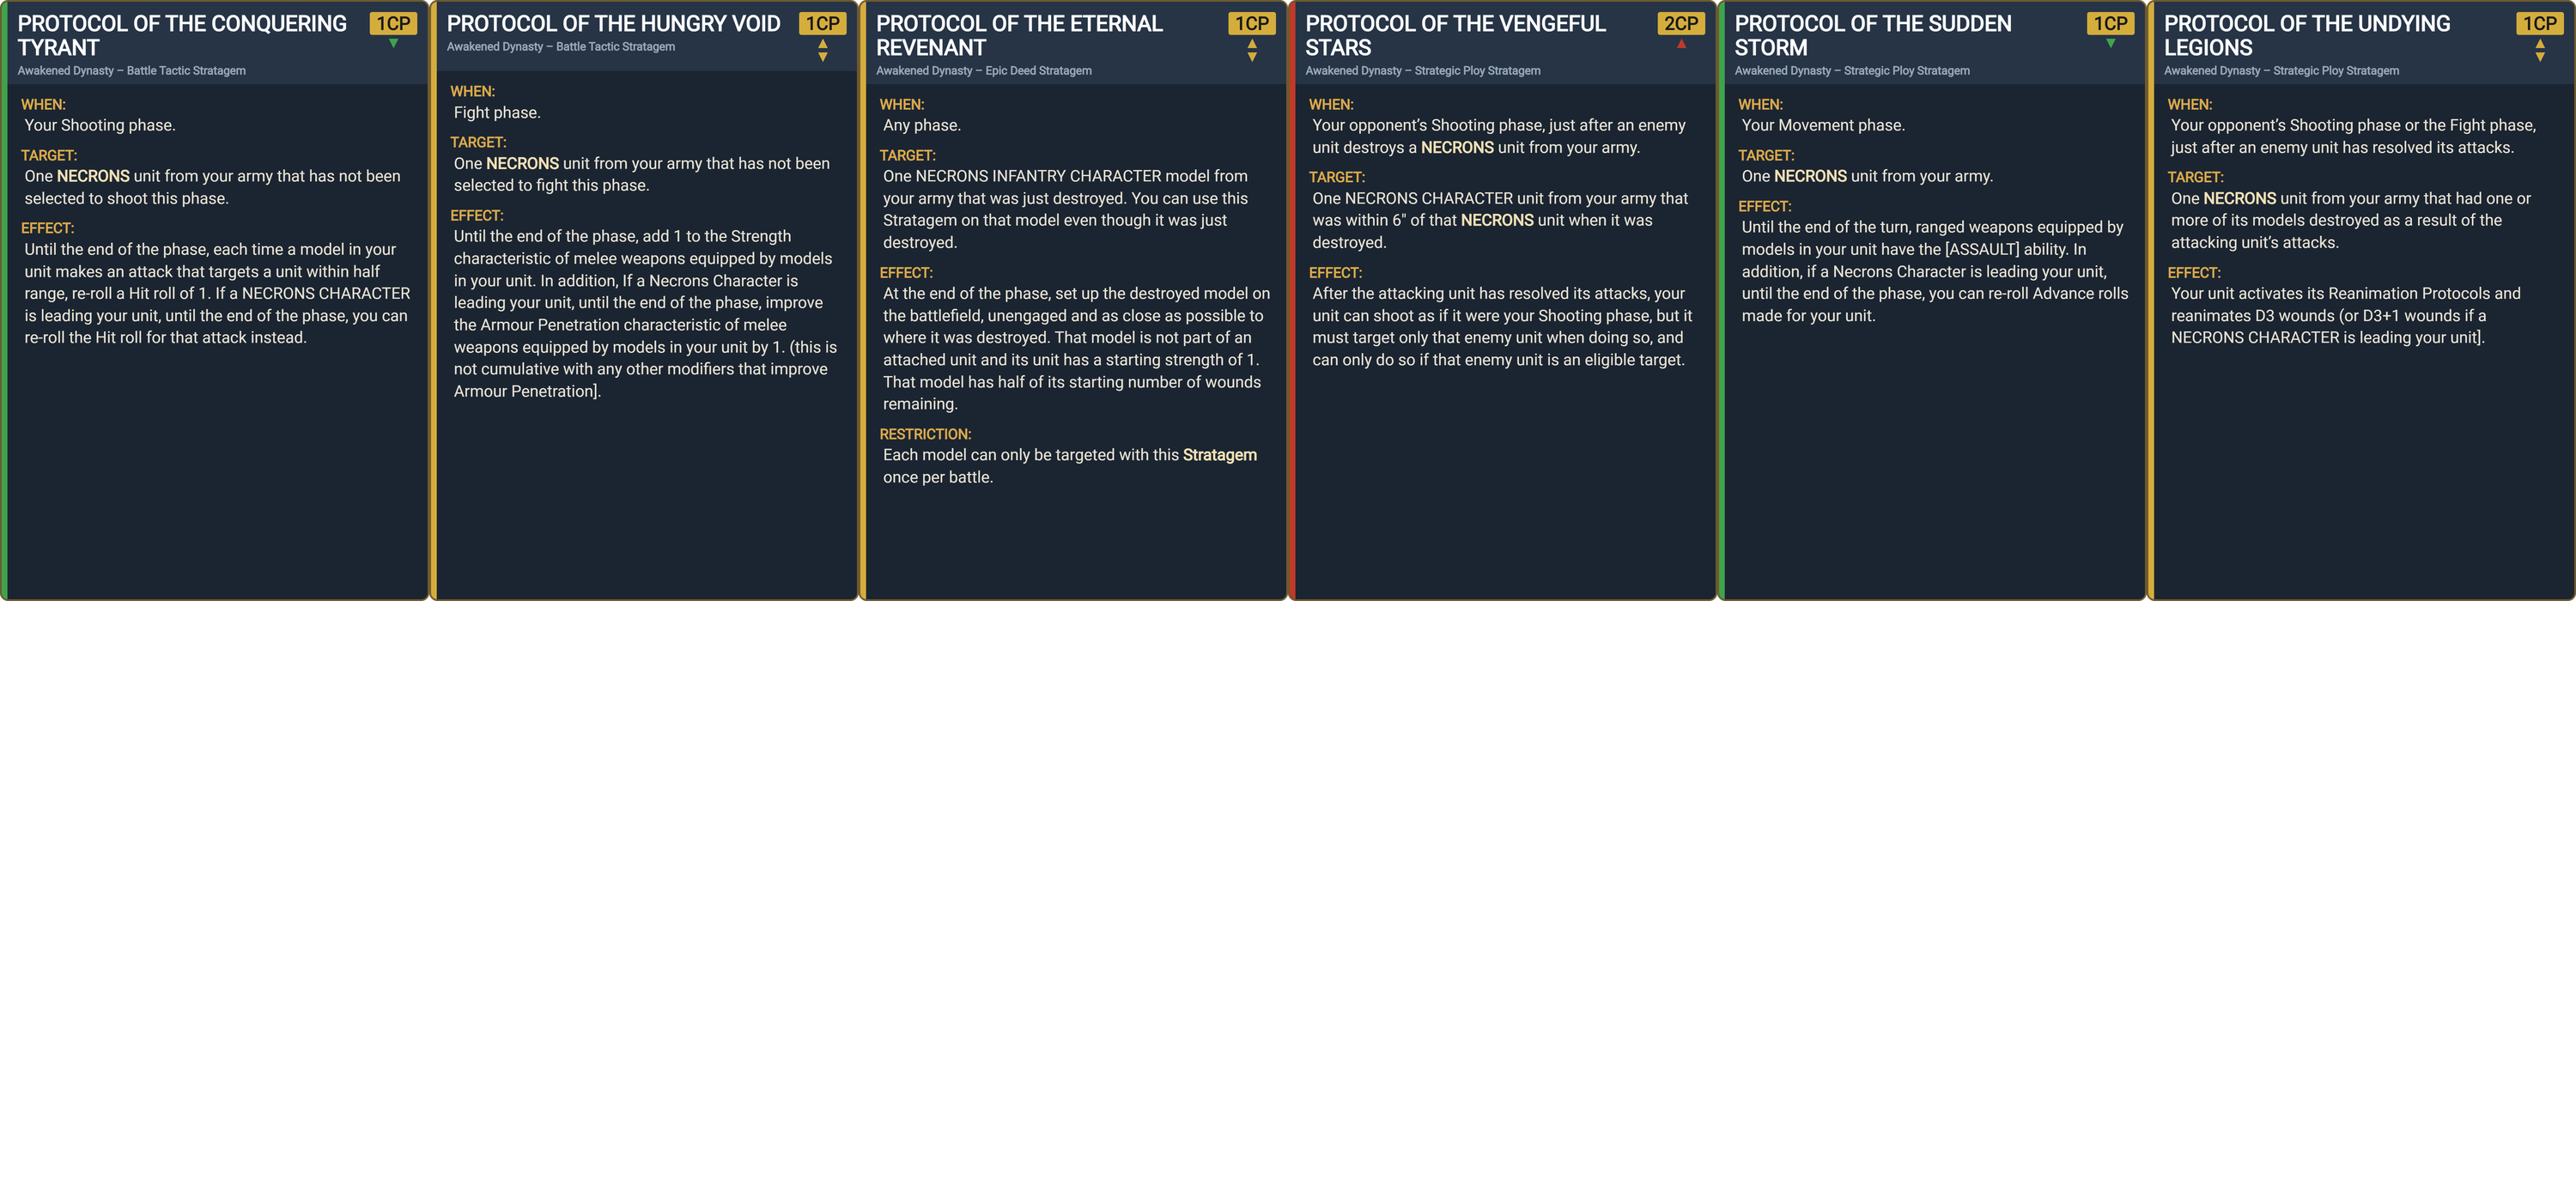 PROTOCOL OF THE CONQUERING
TYRANT
1CP
Awakened Dynasty – Battle Tactic Stratagem
WHEN:
Your Shooting phase.
TARGET:
One NECRONS unit from your army that has not been
selected to shoot this phase.
EFFECT:
Until the end of the phase, each time a model in your
unit makes an attack that targets a unit within half
range, re-roll a Hit roll of 1. If a NECRONS CHARACTER
is leading your unit, until the end of the phase, you can
re-roll the Hit roll for that attack instead.
PROTOCOL OF THE HUNGRY VOID
1CP
Awakened Dynasty – Battle Tactic Stratagem
WHEN:
Fight phase.
TARGET:
One NECRONS unit from your army that has not been
selected to fight this phase.
EFFECT:
Until the end of the phase, add 1 to the Strength
characteristic of melee weapons equipped by models
in your unit. In addition, If a Necrons Character is
leading your unit, until the end of the phase, improve
the Armour Penetration characteristic of melee
weapons equipped by models in your unit by 1. (this is
not cumulative with any other modifiers that improve
Armour Penetration].
PROTOCOL OF THE ETERNAL
REVENANT
1CP
Awakened Dynasty – Epic Deed Stratagem
WHEN:
Any phase.
TARGET:
One NECRONS INFANTRY CHARACTER model from
your army that was just destroyed. You can use this
Stratagem on that model even though it was just
destroyed.
EFFECT:
At the end of the phase, set up the destroyed model on
the battlefield, unengaged and as close as possible to
where it was destroyed. That model is not part of an
attached unit and its unit has a starting strength of 1.
That model has half of its starting number of wounds
remaining.
RESTRICTION:
Each model can only be targeted with this Stratagem
once per battle.
PROTOCOL OF THE VENGEFUL
STARS
2CP
Awakened Dynasty – Strategic Ploy Stratagem
WHEN:
Your opponent’s Shooting phase, just after an enemy
unit destroys a NECRONS unit from your army.
TARGET:
One NECRONS CHARACTER unit from your army that
was within 6" of that NECRONS unit when it was
destroyed.
EFFECT:
After the attacking unit has resolved its attacks, your
unit can shoot as if it were your Shooting phase, but it
must target only that enemy unit when doing so, and
can only do so if that enemy unit is an eligible target.
PROTOCOL OF THE SUDDEN
STORM
1CP
Awakened Dynasty – Strategic Ploy Stratagem
WHEN:
Your Movement phase.
TARGET:
One NECRONS unit from your army.
EFFECT:
Until the end of the turn, ranged weapons equipped by
models in your unit have the [ASSAULT] ability. In
addition, if a Necrons Character is leading your unit,
until the end of the phase, you can re-roll Advance rolls
made for your unit.
PROTOCOL OF THE UNDYING
LEGIONS
1CP
Awakened Dynasty – Strategic Ploy Stratagem
WHEN:
Your opponent’s Shooting phase or the Fight phase,
just after an enemy unit has resolved its attacks.
TARGET:
One NECRONS unit from your army that had one or
more of its models destroyed as a result of the
attacking unit’s attacks.
EFFECT:
Your unit activates its Reanimation Protocols and
reanimates D3 wounds (or D3+1 wounds if a
NECRONS CHARACTER is leading your unit].